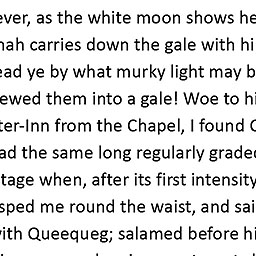 ever, as the white moon shows he
nah carries down the gale with hi
ead ye by what murky light may b
ewed them into a gale! Woe to hi
ter-Inn from the Chapel, I found
ad the same long regularly grade
tage when, after its first intensity
sped me round the waist, and sai
with Queequeg; salamed before hi